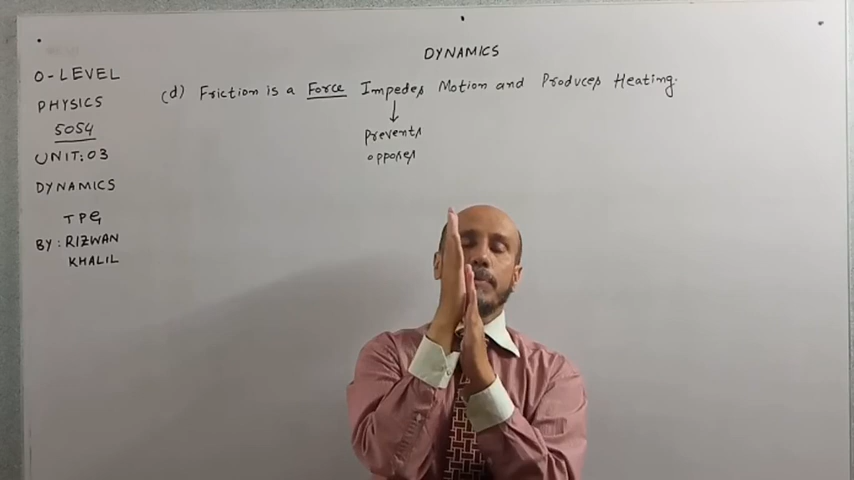 DYNAMICS
O-LEVEL
PHYSICS
5054
UNIT:03
DYNAMICS
TPG
BY: RIZWAN
KHALIL
(d) Friction is a Force Impedes Motion and Produces Heating.
Prevents
opposes